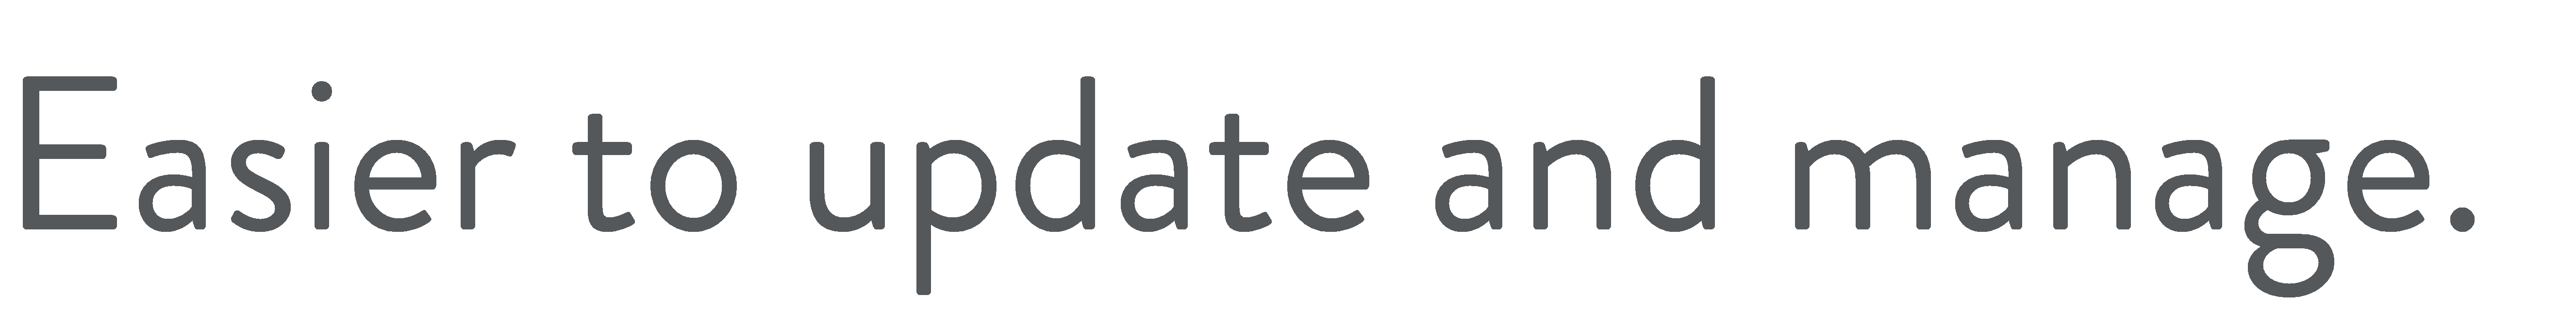 Easier to update and manage.